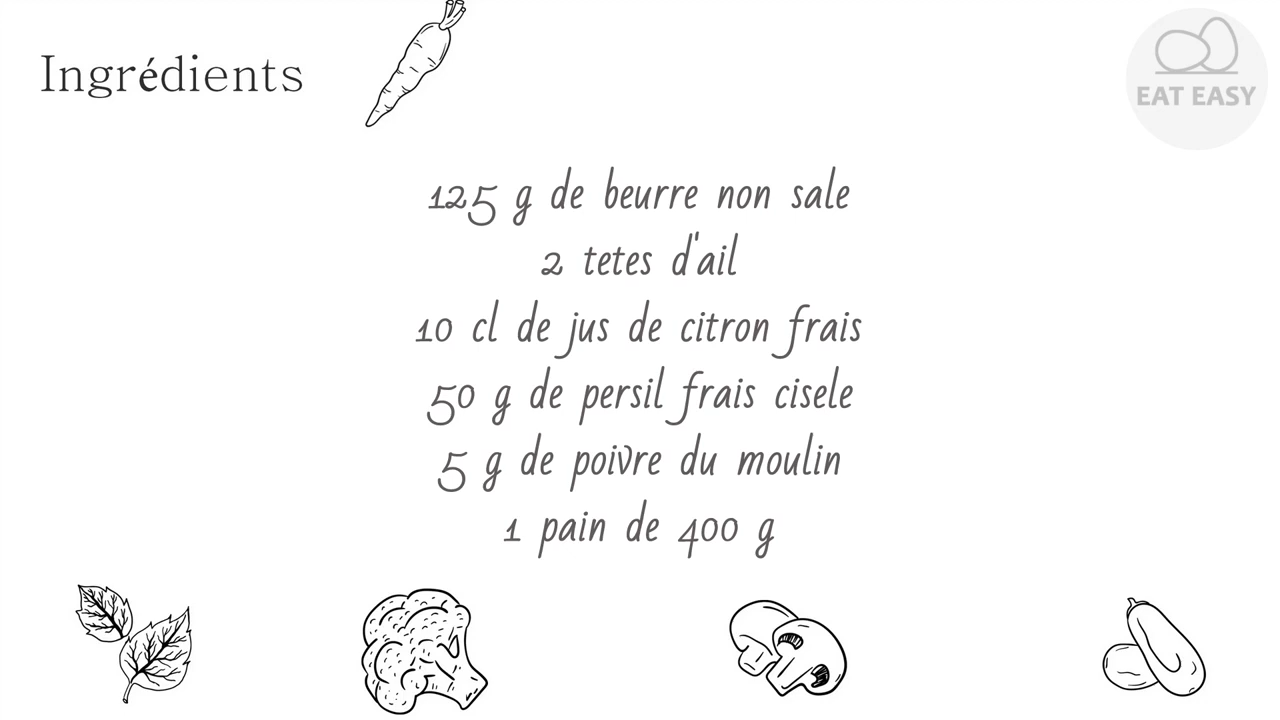 Ingrédients
EAT EASY
125 g de beurre non sale
2 tetes d'ail
10 cl de jus de citron frais
50 g de persil frais cisele
5 g de poivre du moulin
1 pain de 400 g